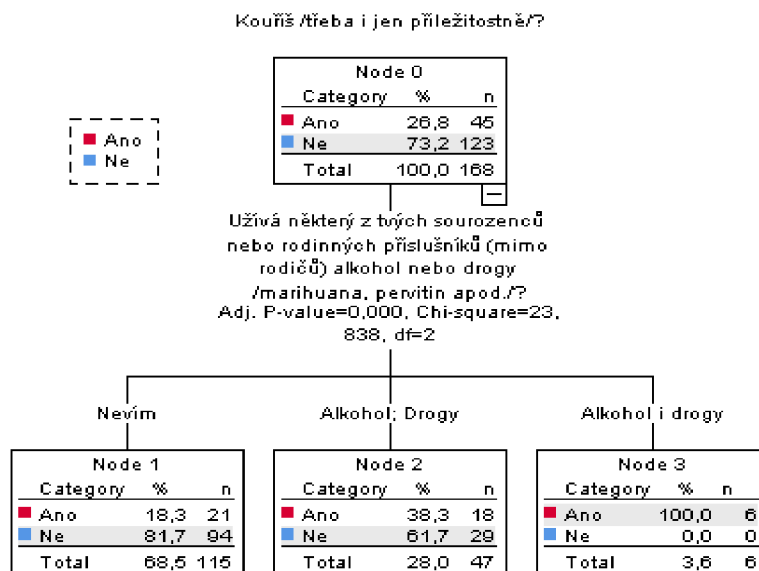 Kouříš /třeba i jen příležitostně/?
Node 0
Category % n
Ano 26,8 45
Ne 73,2 123
Total 100,0 168
Ano
Ne
Užívá některý z tvých sourozenců
nebo rodinných příslušníků (mimo
rodičů) alkohol nebo drogy
/marihuana, pervitin apod./?
Adj. P-value=0,000, Chi-square=23,
838, df=2
Nevím
Alkohol; Drogy
Alkohol i drogy
Node 1
Category % n
Ano 18,3 21
Ne 81,7 94
Total 68,5 115
Node 2
Category % n
Ano 38,3 18
Ne 61,7 29
Total 28,0 47
Node 3
Category % n
Ano 100,0 6
Ne 0,0 0
Total 3,6 6